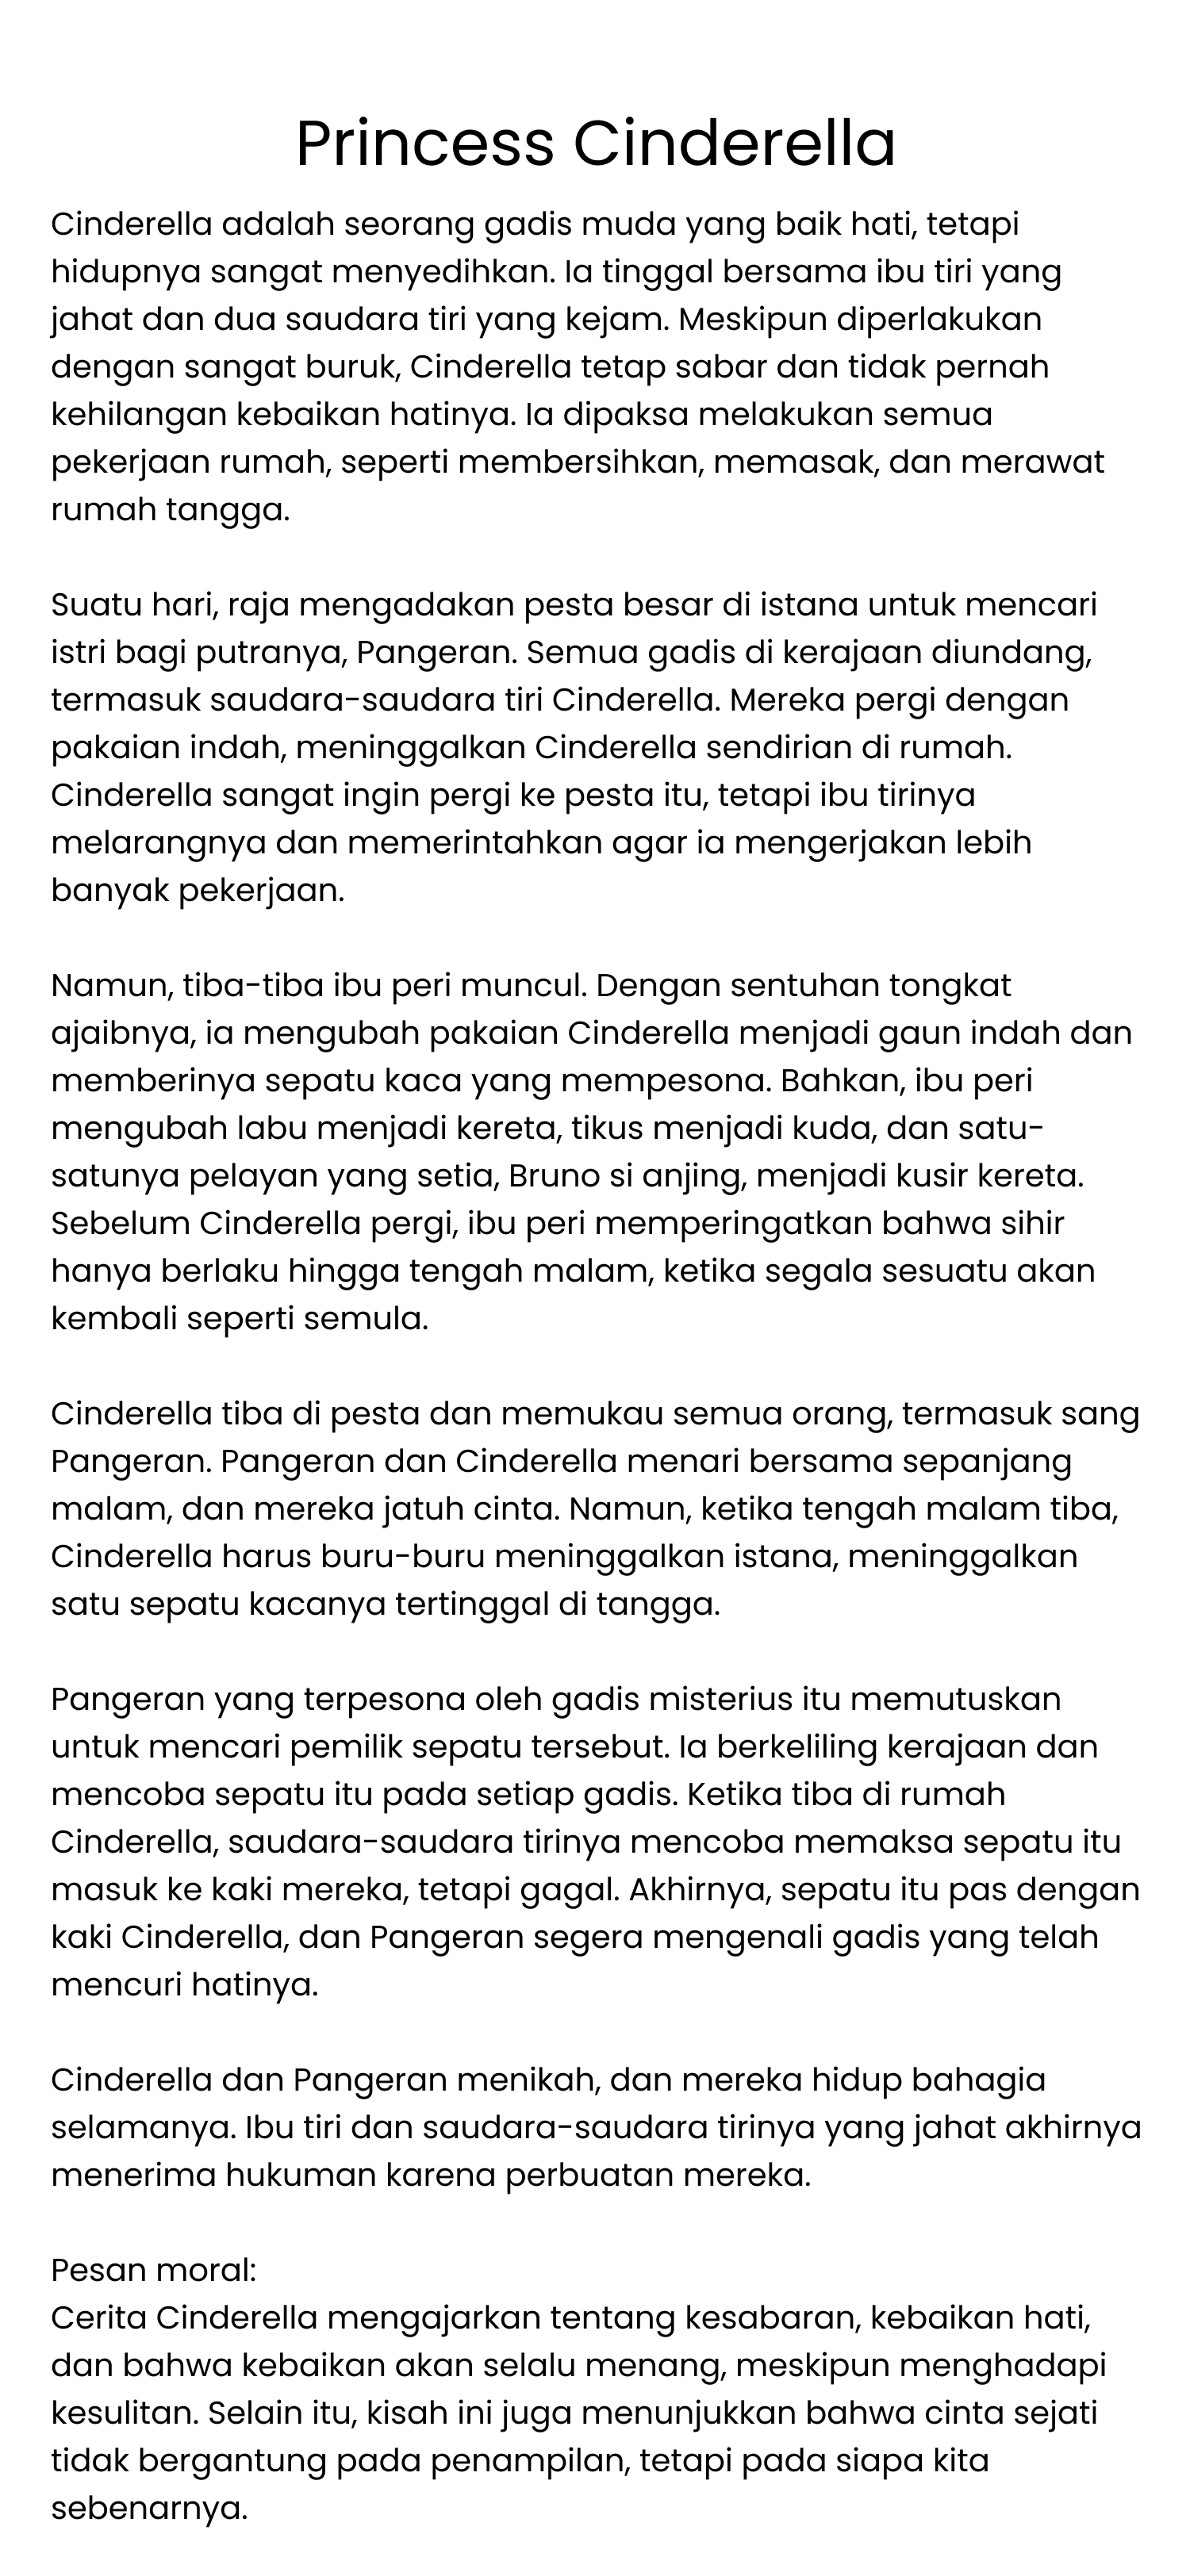 Princess Cinderella
Cinderella adalah seorang gadis muda yang baik hati, tetapi
hidupnya sangat menyedihkan. Ia tinggal bersama ibu tiri yang
jahat dan dua saudara tiri yang kejam. Meskipun diperlakukan
dengan sangat buruk, Cinderella tetap sabar dan tidak pernah
kehilangan kebaikan hatinya. Ia dipaksa melakukan semua
pekerjaan rumah, seperti membersihkan, memasak, dan merawat
rumah tangga.
Suatu hari, raja mengadakan pesta besar di istana untuk mencari
istri bagi putranya, Pangeran. Semua gadis di kerajaan diundang,
termasuk saudara-saudara tiri Cinderella. Mereka pergi dengan
pakaian indah, meninggalkan Cinderella sendirian di rumah.
Cinderella sangat ingin pergi ke pesta itu, tetapi ibu tirinya
melarangnya dan memerintahkan agar ia mengerjakan lebih
banyak pekerjaan.
Namun, tiba-tiba ibu peri muncul. Dengan sentuhan tongkat
ajaibnya, ia mengubah pakaian Cinderella menjadi gaun indah dan
memberinya sepatu kaca yang mempesona. Bahkan, ibu peri
mengubah labu menjadi kereta, tikus menjadi kuda, dan satu-
satunya pelayan yang setia, Bruno si anjing, menjadi kusir kereta.
Sebelum Cinderella pergi, ibu peri memperingatkan bahwa sihir
hanya berlaku hingga tengah malam, ketika segala sesuatu akan
kembali seperti semula.
Cinderella tiba di pesta dan memukau semua orang, termasuk sang
Pangeran. Pangeran dan Cinderella menari bersama sepanjang
malam, dan mereka jatuh cinta. Namun, ketika tengah malam tiba,
Cinderella harus buru-buru meninggalkan istana, meninggalkan
satu sepatu kacanya tertinggal di tangga.
Pangeran yang terpesona oleh gadis misterius itu memutuskan
untuk mencari pemilik sepatu tersebut. Ia berkeliling kerajaan dan
mencoba sepatu itu pada setiap gadis. Ketika tiba di rumah
Cinderella, saudara-saudara tirinya mencoba memaksa sepatu itu
masuk ke kaki mereka, tetapi gagal. Akhirnya, sepatu itu pas dengan
kaki Cinderella, dan Pangeran segera mengenali gadis yang telah
mencuri hatinya.
Cinderella dan Pangeran menikah, dan mereka hidup bahagia
selamanya. Ibu tiri dan saudara-saudara tirinya yang jahat akhirnya
menerima hukuman karena perbuatan mereka.
Pesan moral:
Cerita Cinderella mengajarkan tentang kesabaran, kebaikan hati,
dan bahwa kebaikan akan selalu menang, meskipun menghadapi
kesulitan. Selain itu, kisah ini juga menunjukkan bahwa cinta sejati
tidak bergantung pada penampilan, tetapi pada siapa kita
sebenarnya.